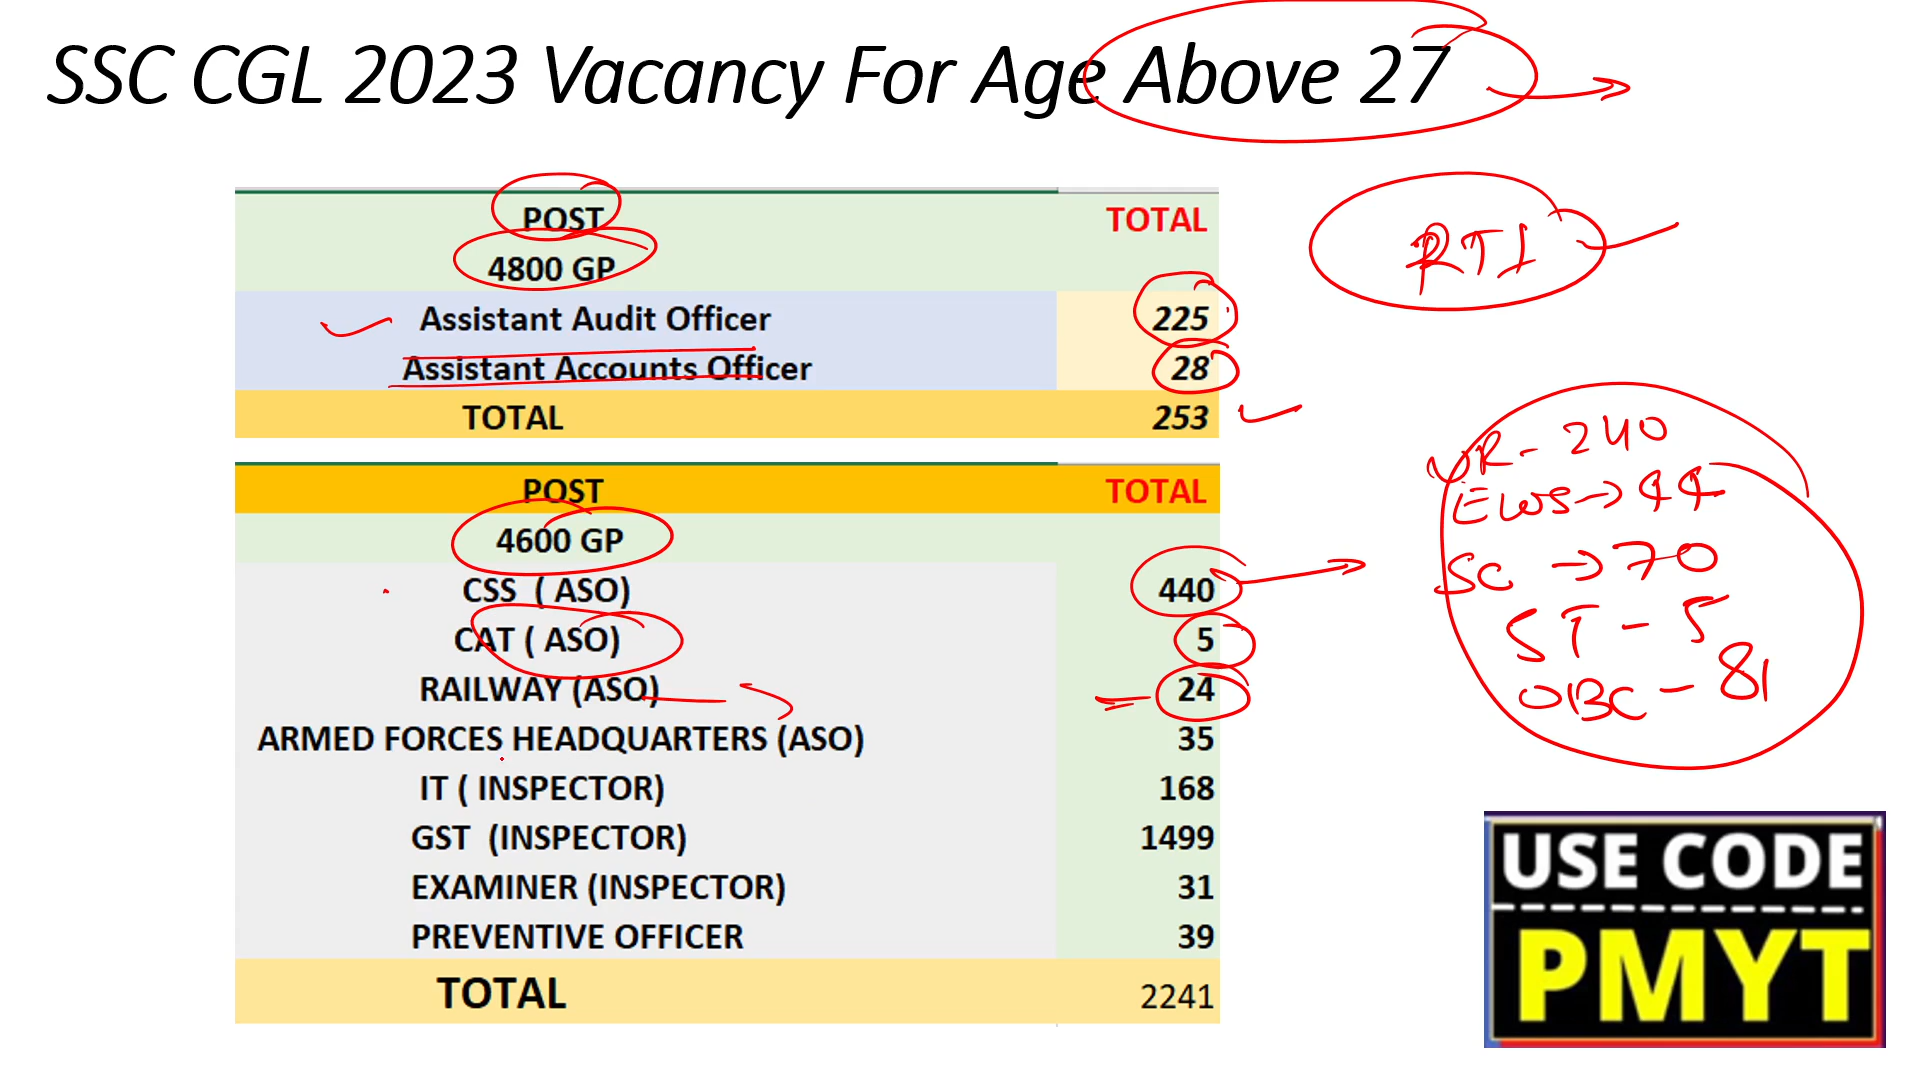 SSC CGL 2023 Vacancy For Age Above 27
POST TOTAL
4800 GP
Assistant Audit Officer 225
Assistant Accounts Officer 28
TOTAL 253
POST TOTAL
4600 GP
CSS ( ASO) 440
CAT ( ASO) 5
RAILWAY (ASO) 24
ARMED FORCES HEADQUARTERS (ASO) 35
IT ( INSPECTOR) 168
GST (INSPECTOR) 1499
EXAMINER (INSPECTOR) 31
PREVENTIVE OFFICER 39
TOTAL 2241
RTI
UR - 240
EWS → 44
SC → 70
ST - 5
OBC - 81
USE CODE
PMYT